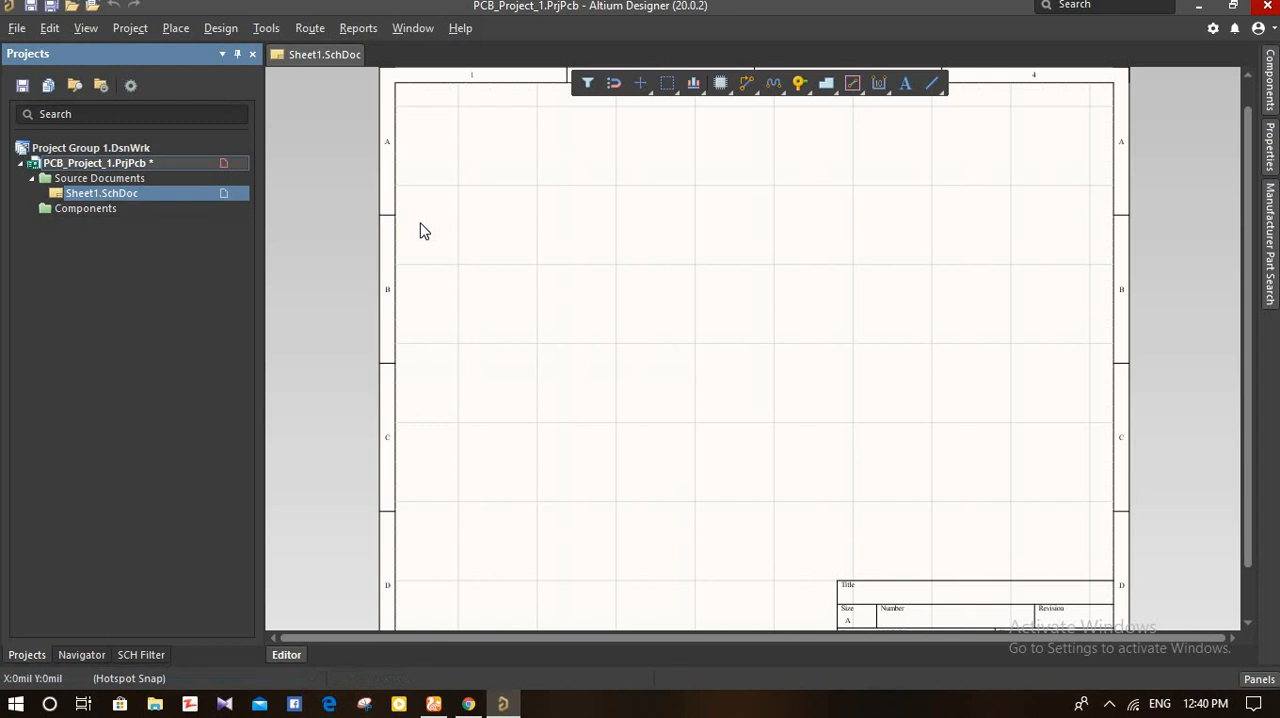 PCB_Project_1.PrjPcb - Altium Designer (20.0.2)
Search
File Edit View Project Place Design Tools Route Reports Window Help
Projects
Sheet1.SchDoc
Search
Project Group 1.DsnWrk
PCB_Project_1.PrjPcb *
Source Documents
Sheet1.SchDoc
Components
1
4
A
A
B
B
C
C
D
D
A
Title
Size
Number
Revision
A
Components
Properties
Manufacturer Part Search
Activate Windows
Go to Settings to activate Windows.
Projects Navigator SCH Filter
Editor
X:0mil Y:0mil (Hotspot Snap)
Panels
ENG
12:40 PM